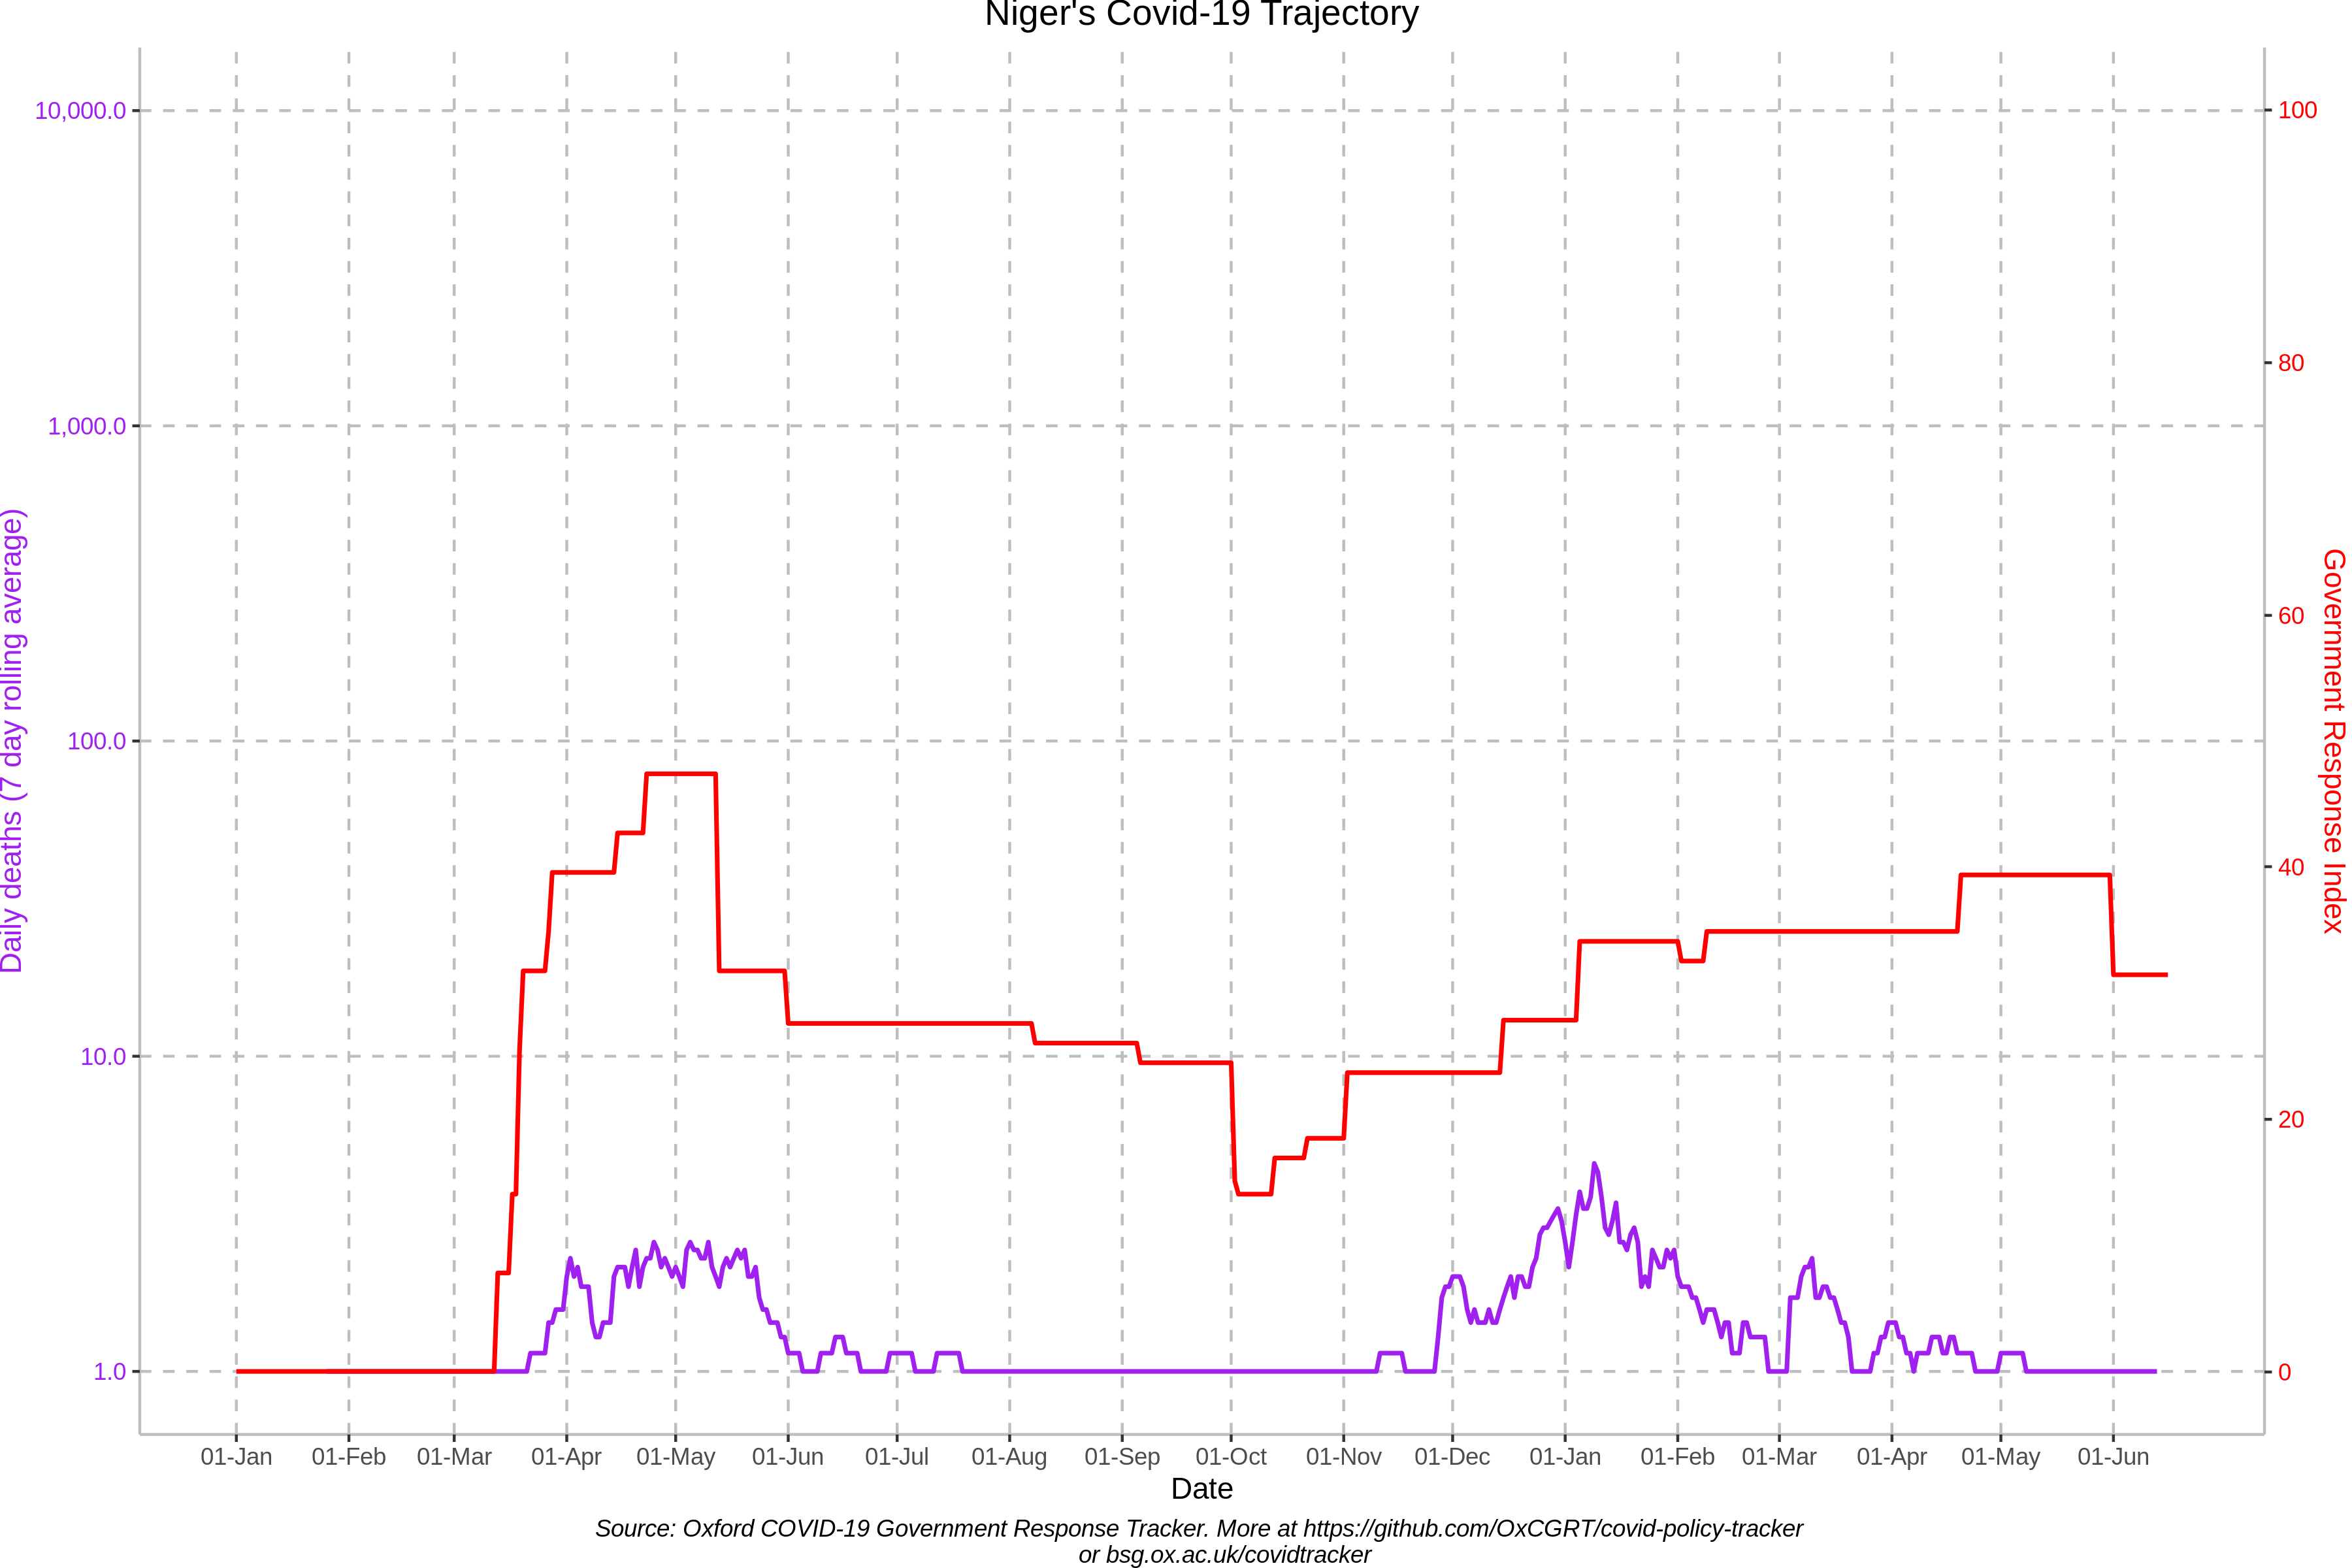 Niger's Covid-19 Trajectory
10,000.0
1,000.0
100.0
10.0
1.0
Daily deaths (7 day rolling average)
100
80
60
40
20
0
Government Response Index
01-Jan 01-Feb 01-Mar 01-Apr 01-May 01-Jun 01-Jul 01-Aug 01-Sep 01-Oct 01-Nov 01-Dec 01-Jan 01-Feb 01-Mar 01-Apr 01-May 01-Jun
Date
Source: Oxford COVID-19 Government Response Tracker. More at https://github.com/OxCGRT/covid-policy-tracker
or bsg.ox.ac.uk/covidtracker